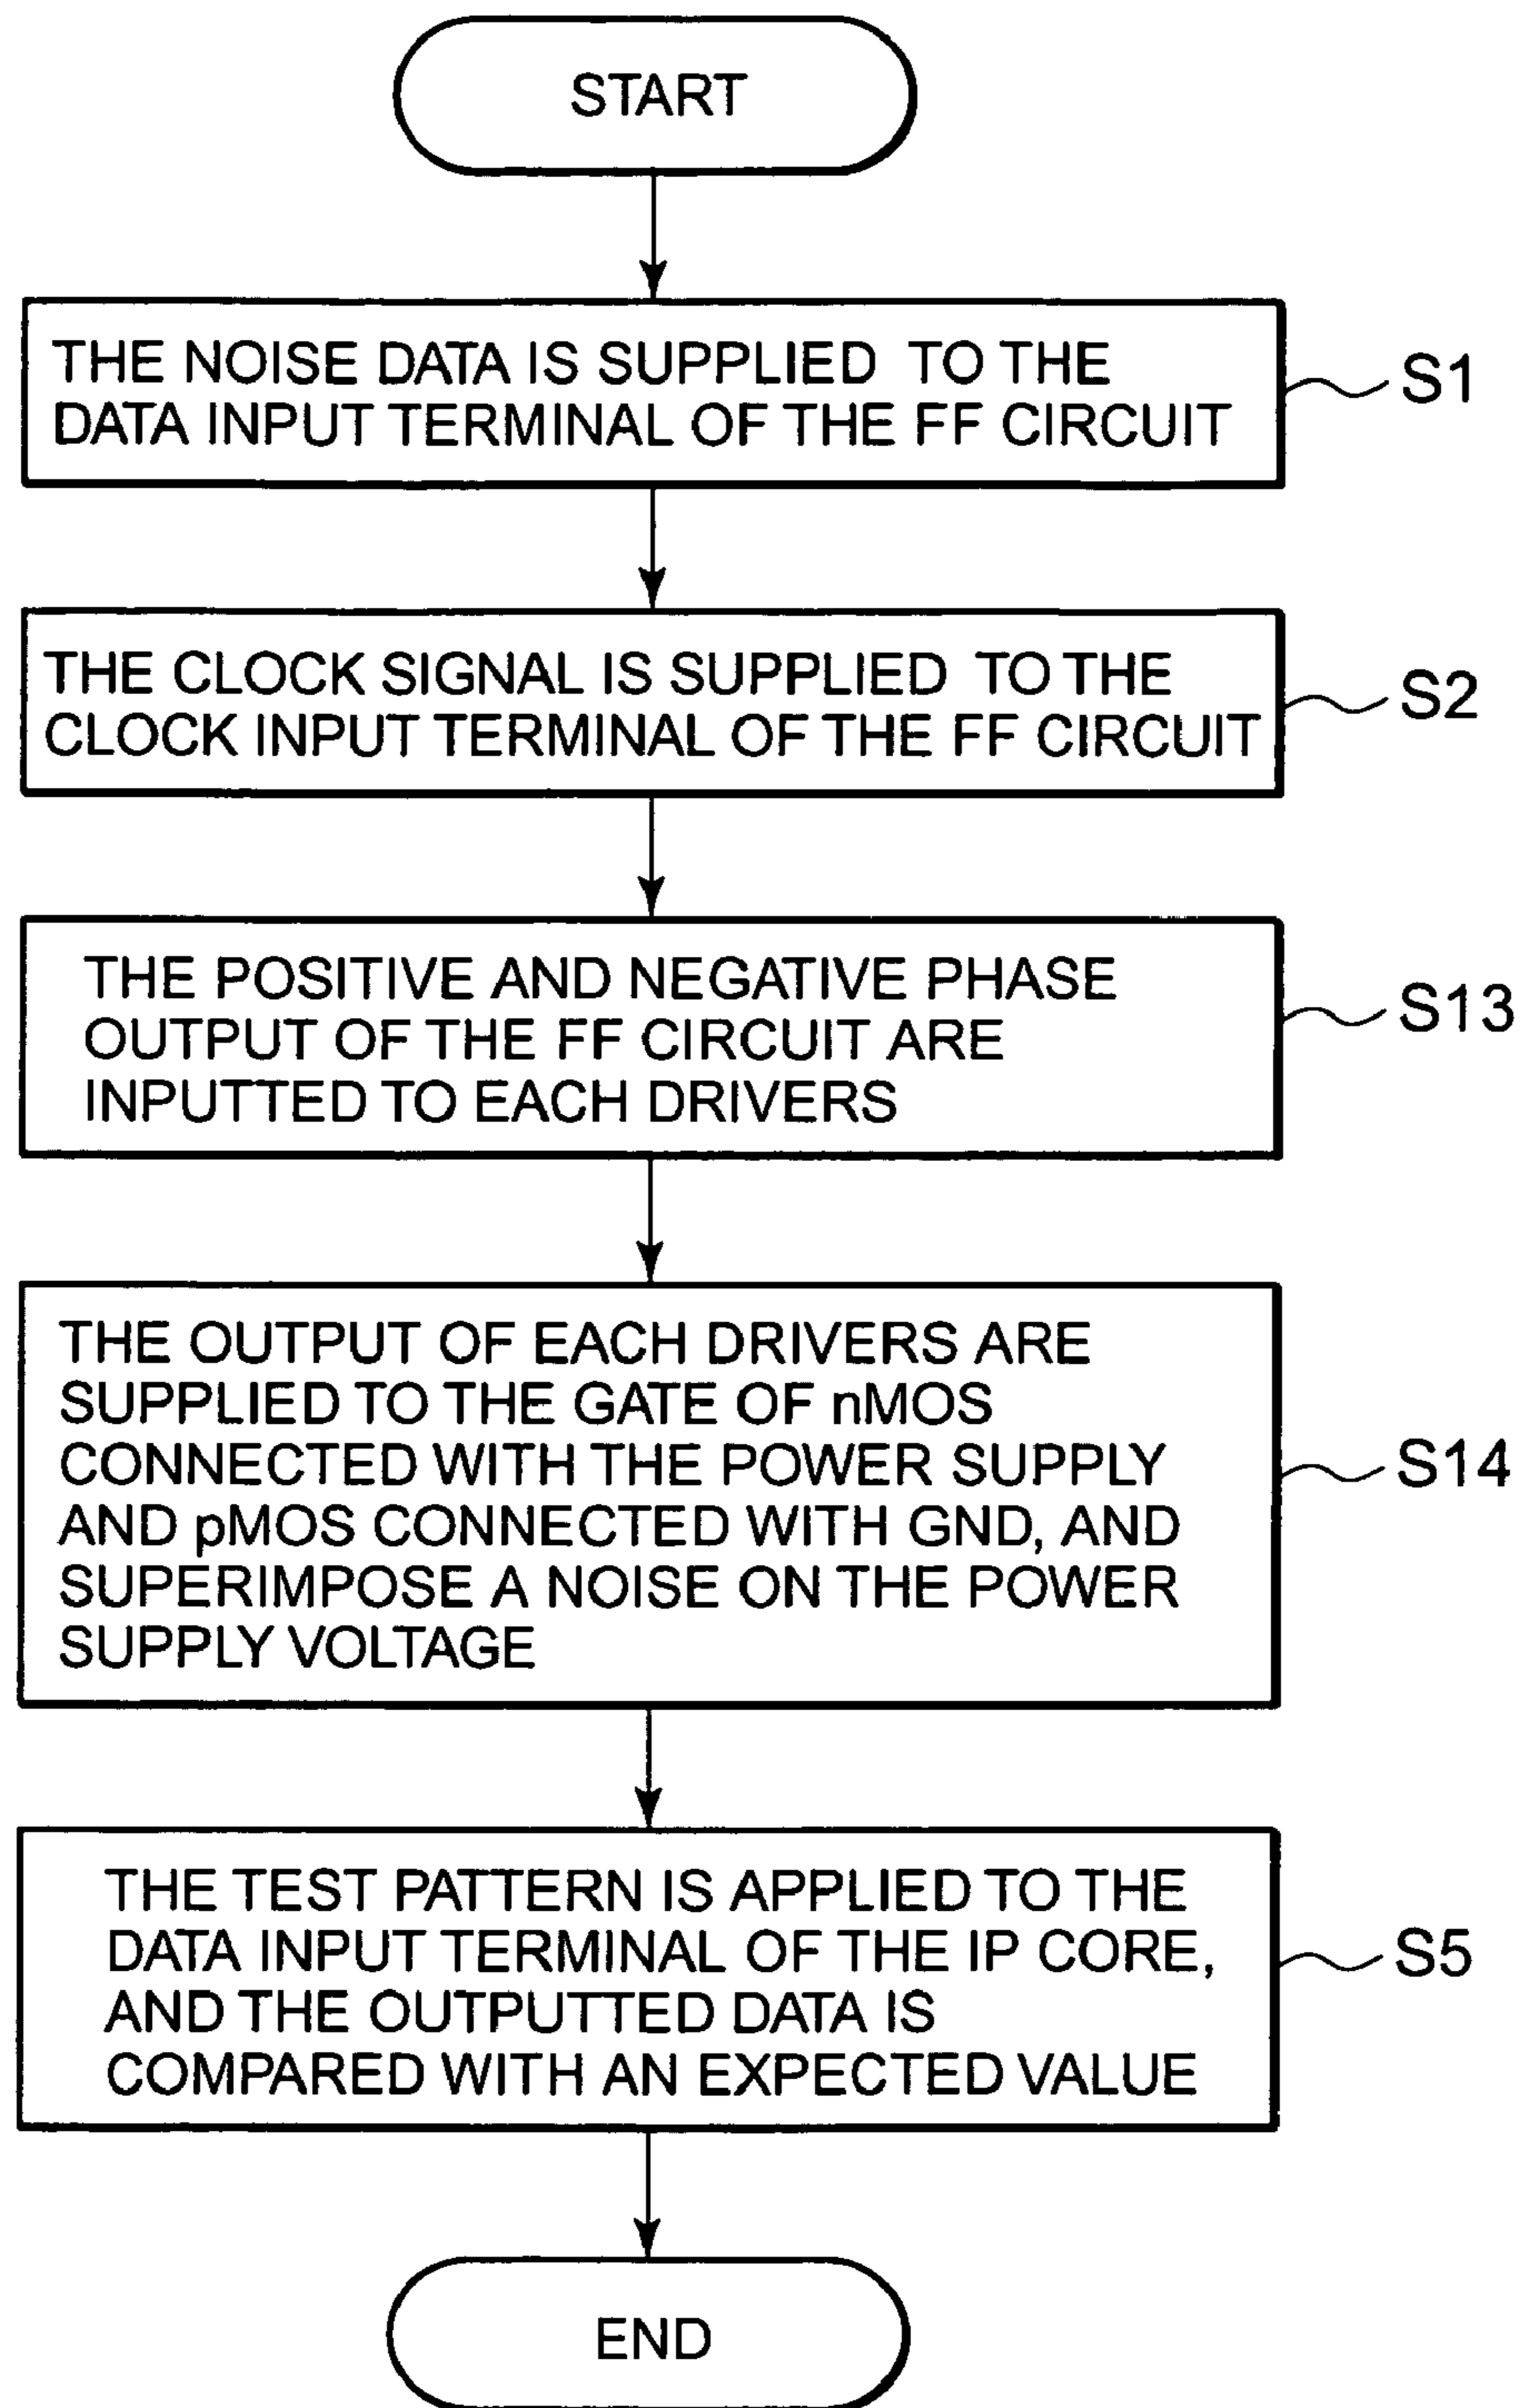 START
THE NOISE DATA IS SUPPLIED TO THE
DATA INPUT TERMINAL OF THE FF CIRCUIT
S1
THE CLOCK SIGNAL IS SUPPLIED TO THE
CLOCK INPUT TERMINAL OF THE FF CIRCUIT
S2
THE POSITIVE AND NEGATIVE PHASE
OUTPUT OF THE FF CIRCUIT ARE
INPUTTED TO EACH DRIVERS
S13
THE OUTPUT OF EACH DRIVERS ARE
SUPPLIED TO THE GATE OF nMOS
CONNECTED WITH THE POWER SUPPLY
AND pMOS CONNECTED WITH GND, AND
SUPERIMPOSE A NOISE ON THE POWER
SUPPLY VOLTAGE
S14
THE TEST PATTERN IS APPLIED TO THE
DATA INPUT TERMINAL OF THE IP CORE,
AND THE OUTPUTTED DATA IS
COMPARED WITH AN EXPECTED VALUE
S5
END